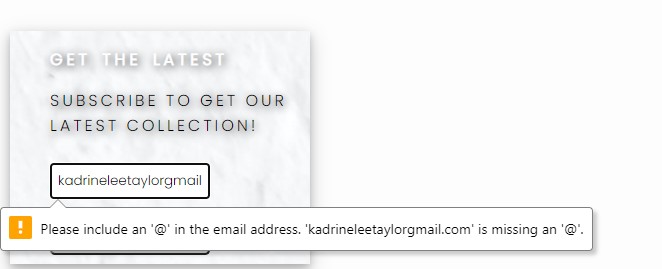 GET THE LATEST
SUBSCRIBE TO GET OUR
LATEST COLLECTION!
kadrineleetaylorgmail
Please include an '@' in the email address. 'kadrineleetaylorgmail.com' is missing an '@'.